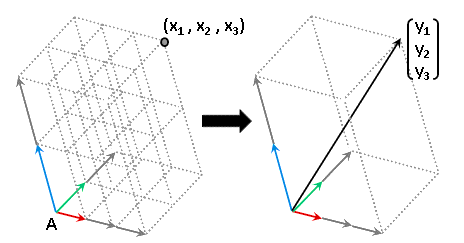 (x₁ , x₂ , x₃)
y₁
y₂
y₃
A